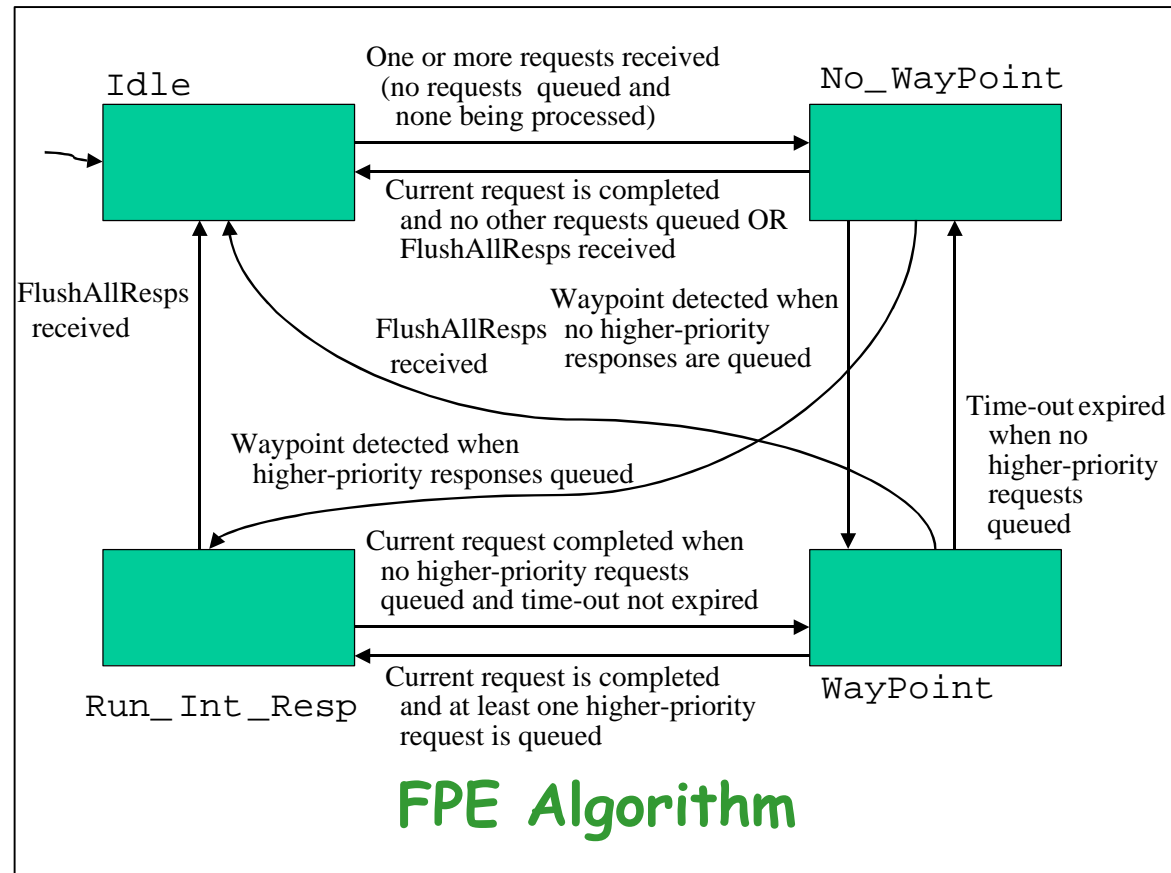 Idle
One or more requests received
(no requests queued and
none being processed)
No_WayPoint
Current request is completed
and no other requests queued OR
FlushAllResps received
FlushAllResps
received
FlushAllResps
received
Waypoint detected when
no higher-priority
responses are queued
Time-out expired
when no
higher-priority
requests
queued
Waypoint detected when
higher-priority responses queued
Current request completed when
no higher-priority requests
queued and time-out not expired
Run_Int_Resp
Current request is completed
and at least one higher-priority
request is queued
WayPoint
FPE Algorithm